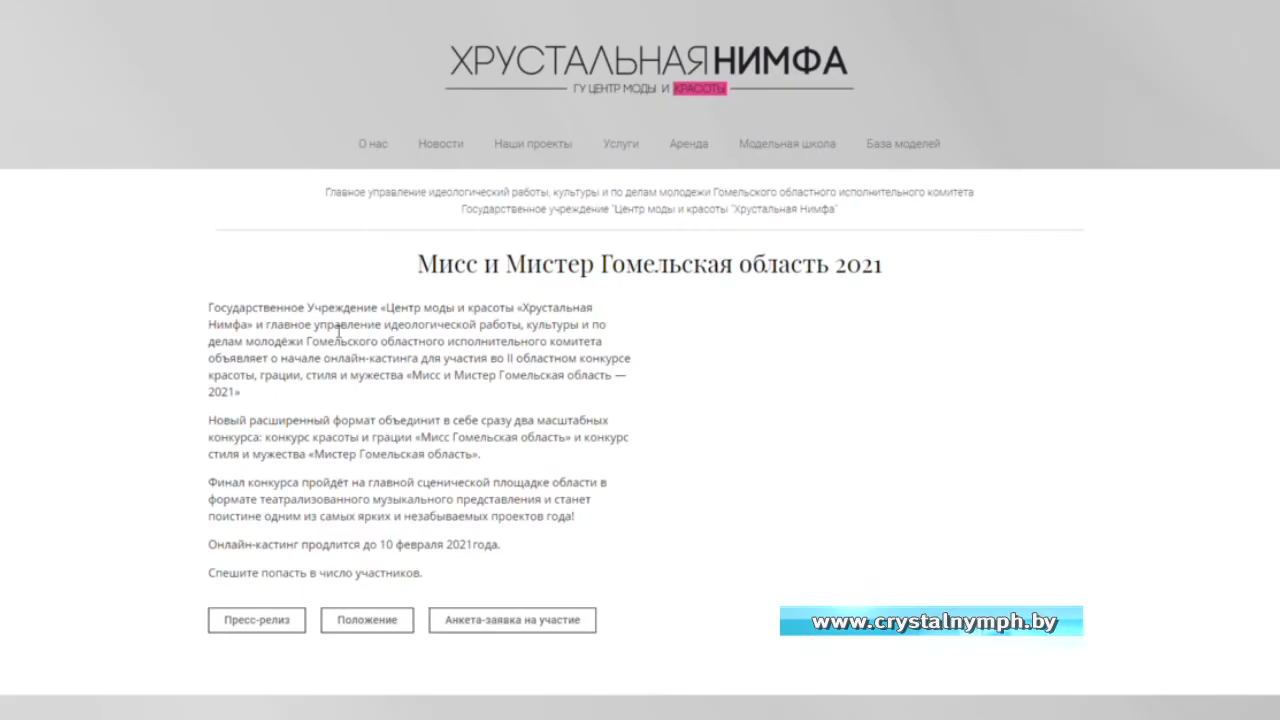 ХРУСТАЛЬНАЯНИМФА
ГУ ЦЕНТР МОДЫ И КРАСОТЫ
О нас Новости Наши проекты Услуги Аренда Модельная школа База моделей
Главное управление идеологический работы, культуры и по делам молодежи Гомельского областного исполнительного комитета
Государственное учреждение "Центр моды и красоты "Хрустальная Нимфа"
Мисс и Мистер Гомельская область 2021
Государственное Учреждение «Центр моды и красоты «Хрустальная
Нимфа» и главное управление идеологической работы, культуры и по
делам молодёжи Гомельского областного исполнительного комитета
объявляет о начале онлайн-кастинга для участия во II областном конкурсе
красоты, грации, стиля и мужества «Мисс и Мистер Гомельская область —
2021»
Новый расширенный формат объединит в себе сразу два масштабных
конкурса: конкурс красоты и грации «Мисс Гомельская область» и конкурс
стиля и мужества «Мистер Гомельская область».
Финал конкурса пройдёт на главной сценической площадке области в
формате театрализованного музыкального представления и станет
поистине одним из самых ярких и незабываемых проектов года!
Онлайн-кастинг продлится до 10 февраля 2021года.
Спешите попасть в число участников.
Пресс-релиз Положение Анкета-заявка на участие
www.crystalnymph.by